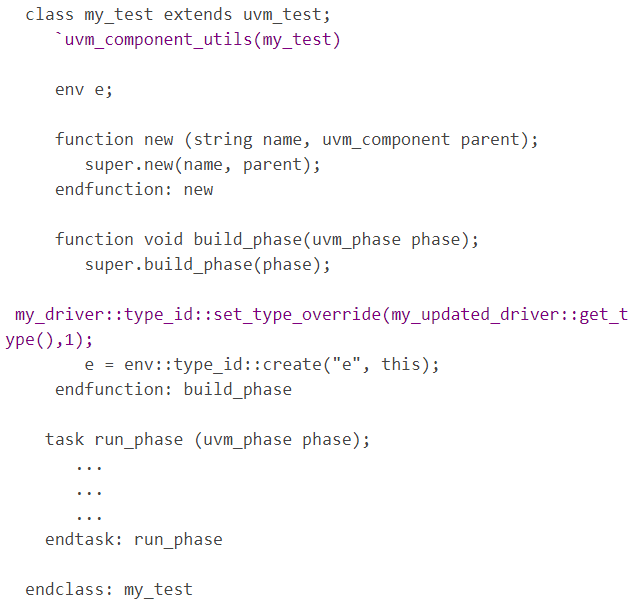 class my_test extends uvm_test;
`uvm_component_utils(my_test)
env e;
function new (string name, uvm_component parent);
super.new(name, parent);
endfunction: new
function void build_phase(uvm_phase phase);
super.build_phase(phase);
my_driver::type_id::set_type_override(my_updated_driver::get_t
ype(),1);
e = env::type_id::create("e", this);
endfunction: build_phase
task run_phase (uvm_phase phase);
...
...
...
endtask: run_phase
endclass: my_test